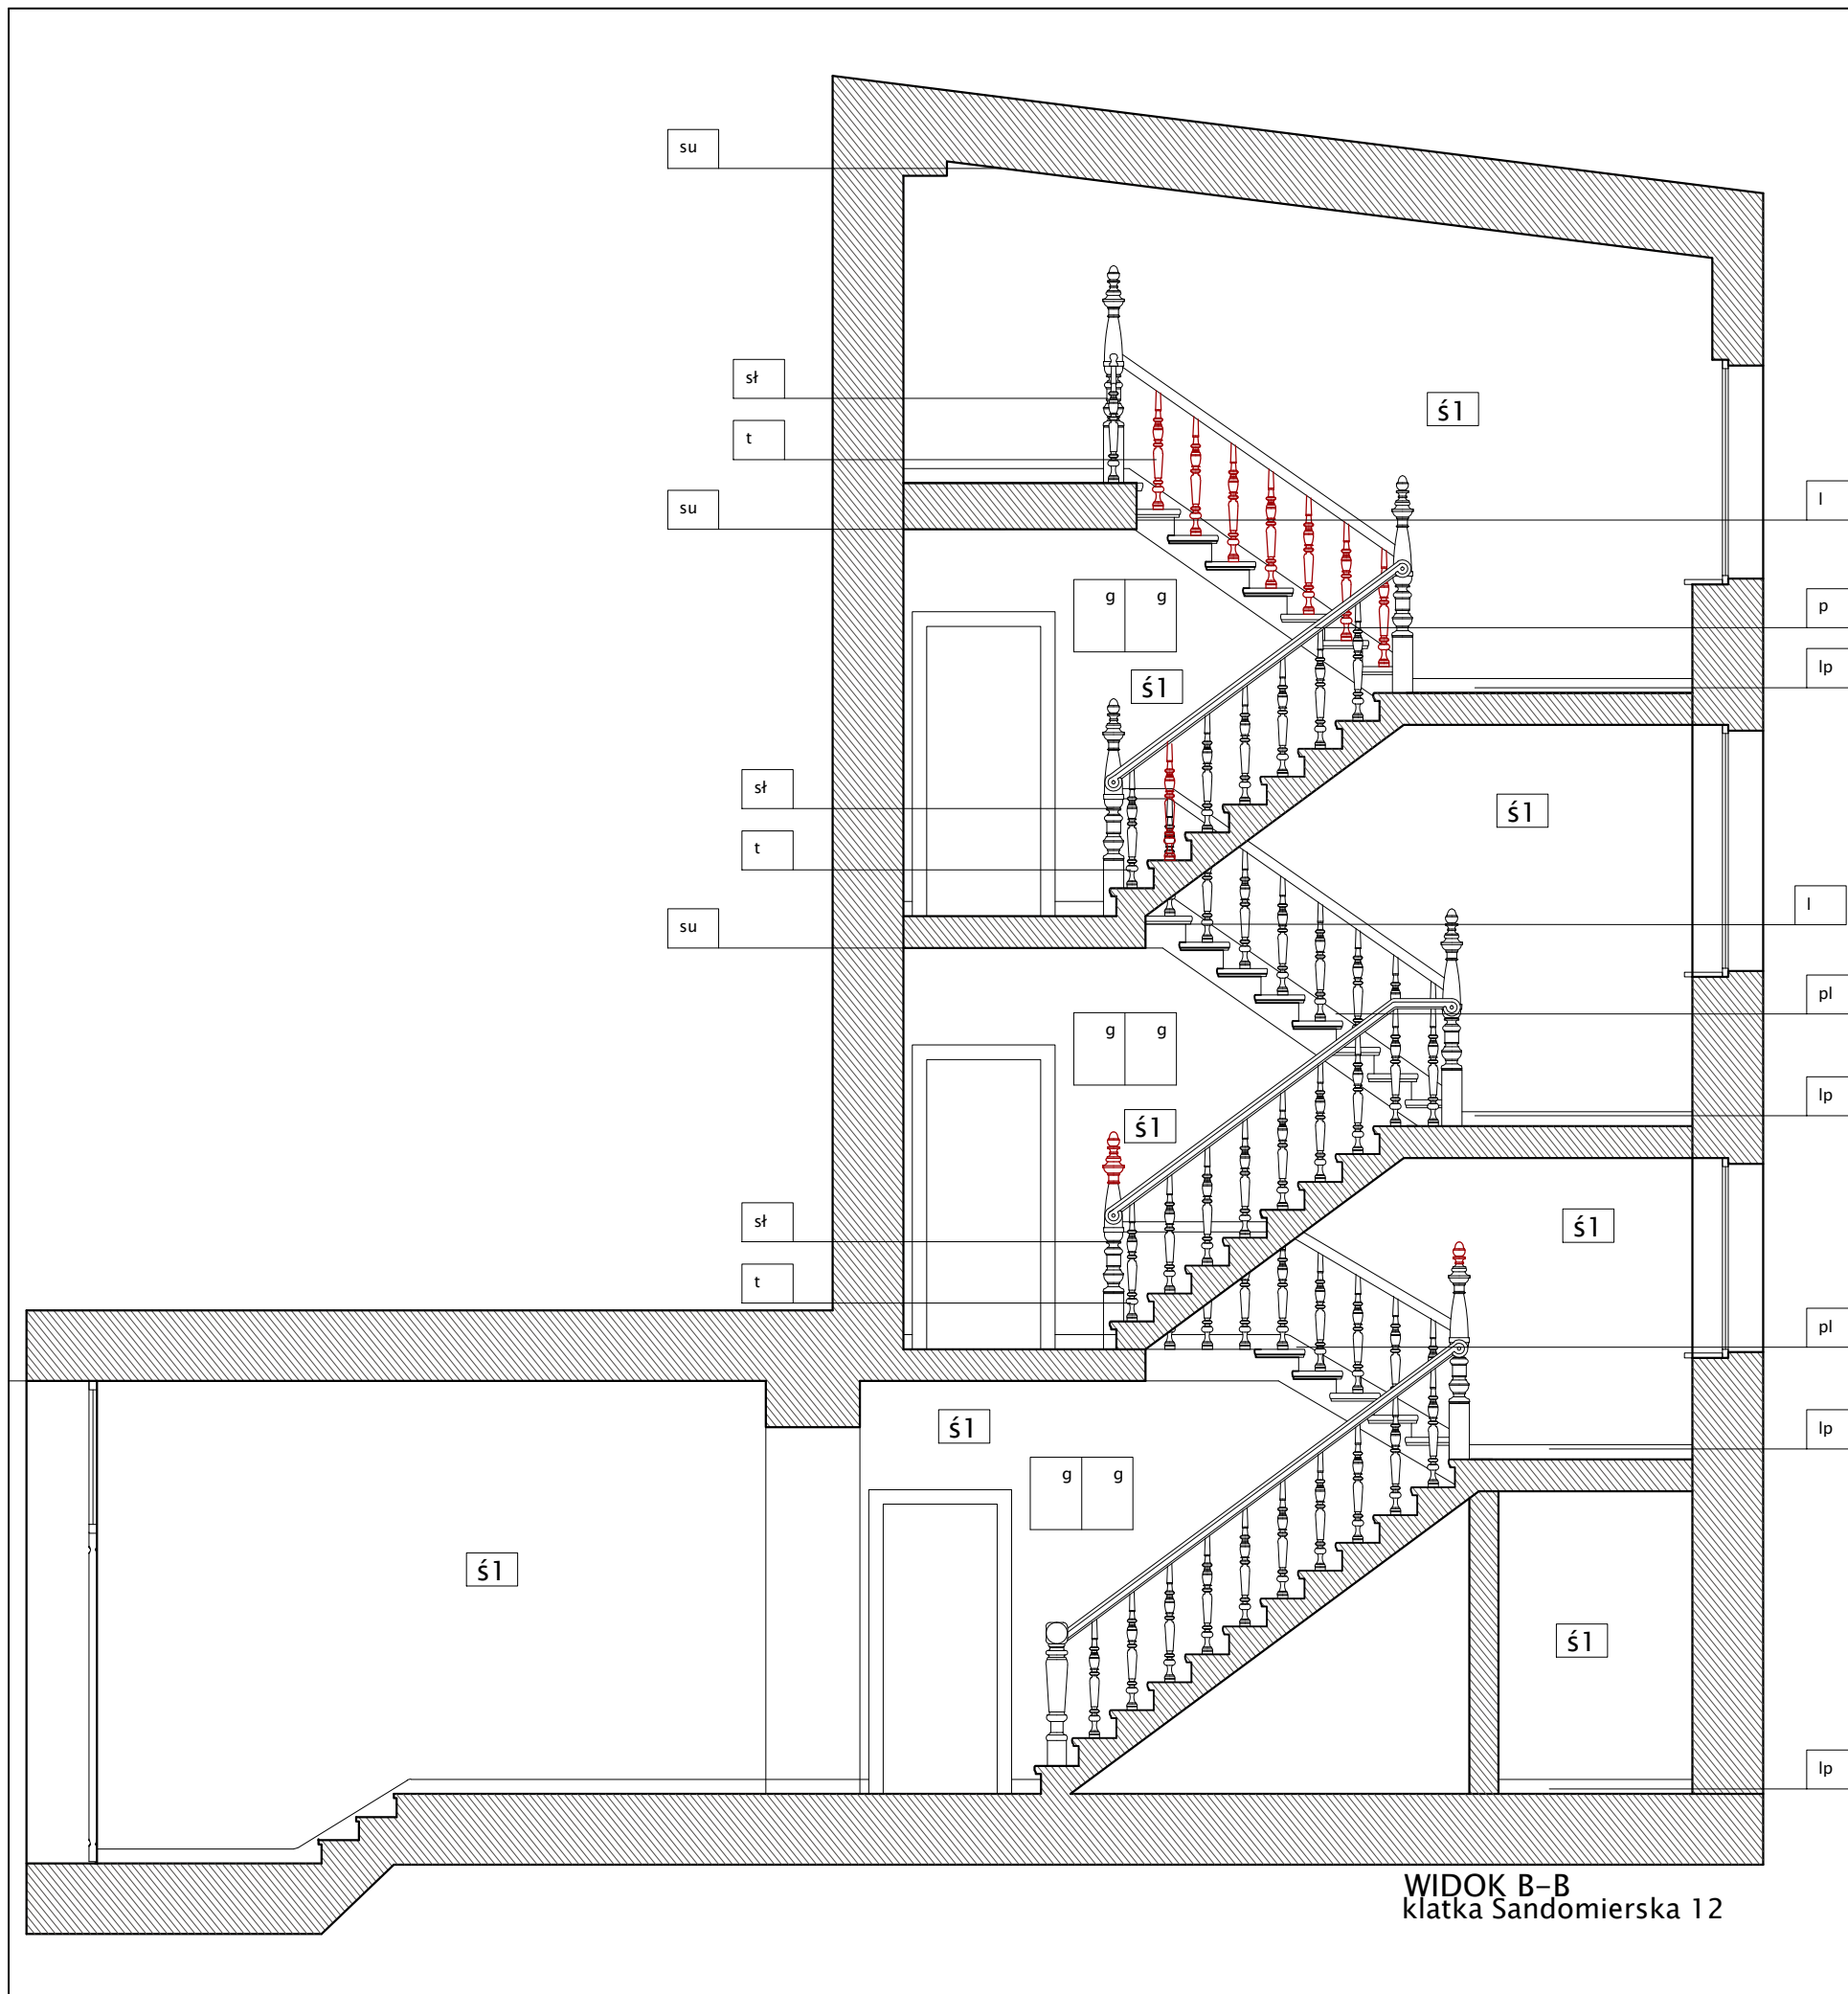 su
sł
ś1
t
l
su
g g
p
lp
ś1
sł
ś1
t
l
su
pl
g g
lp
ś1
sł
ś1
t
pl
ś1
lp
g g
ś1
ś1
lp
WIDOK B-B
klatka Sandomierska 12